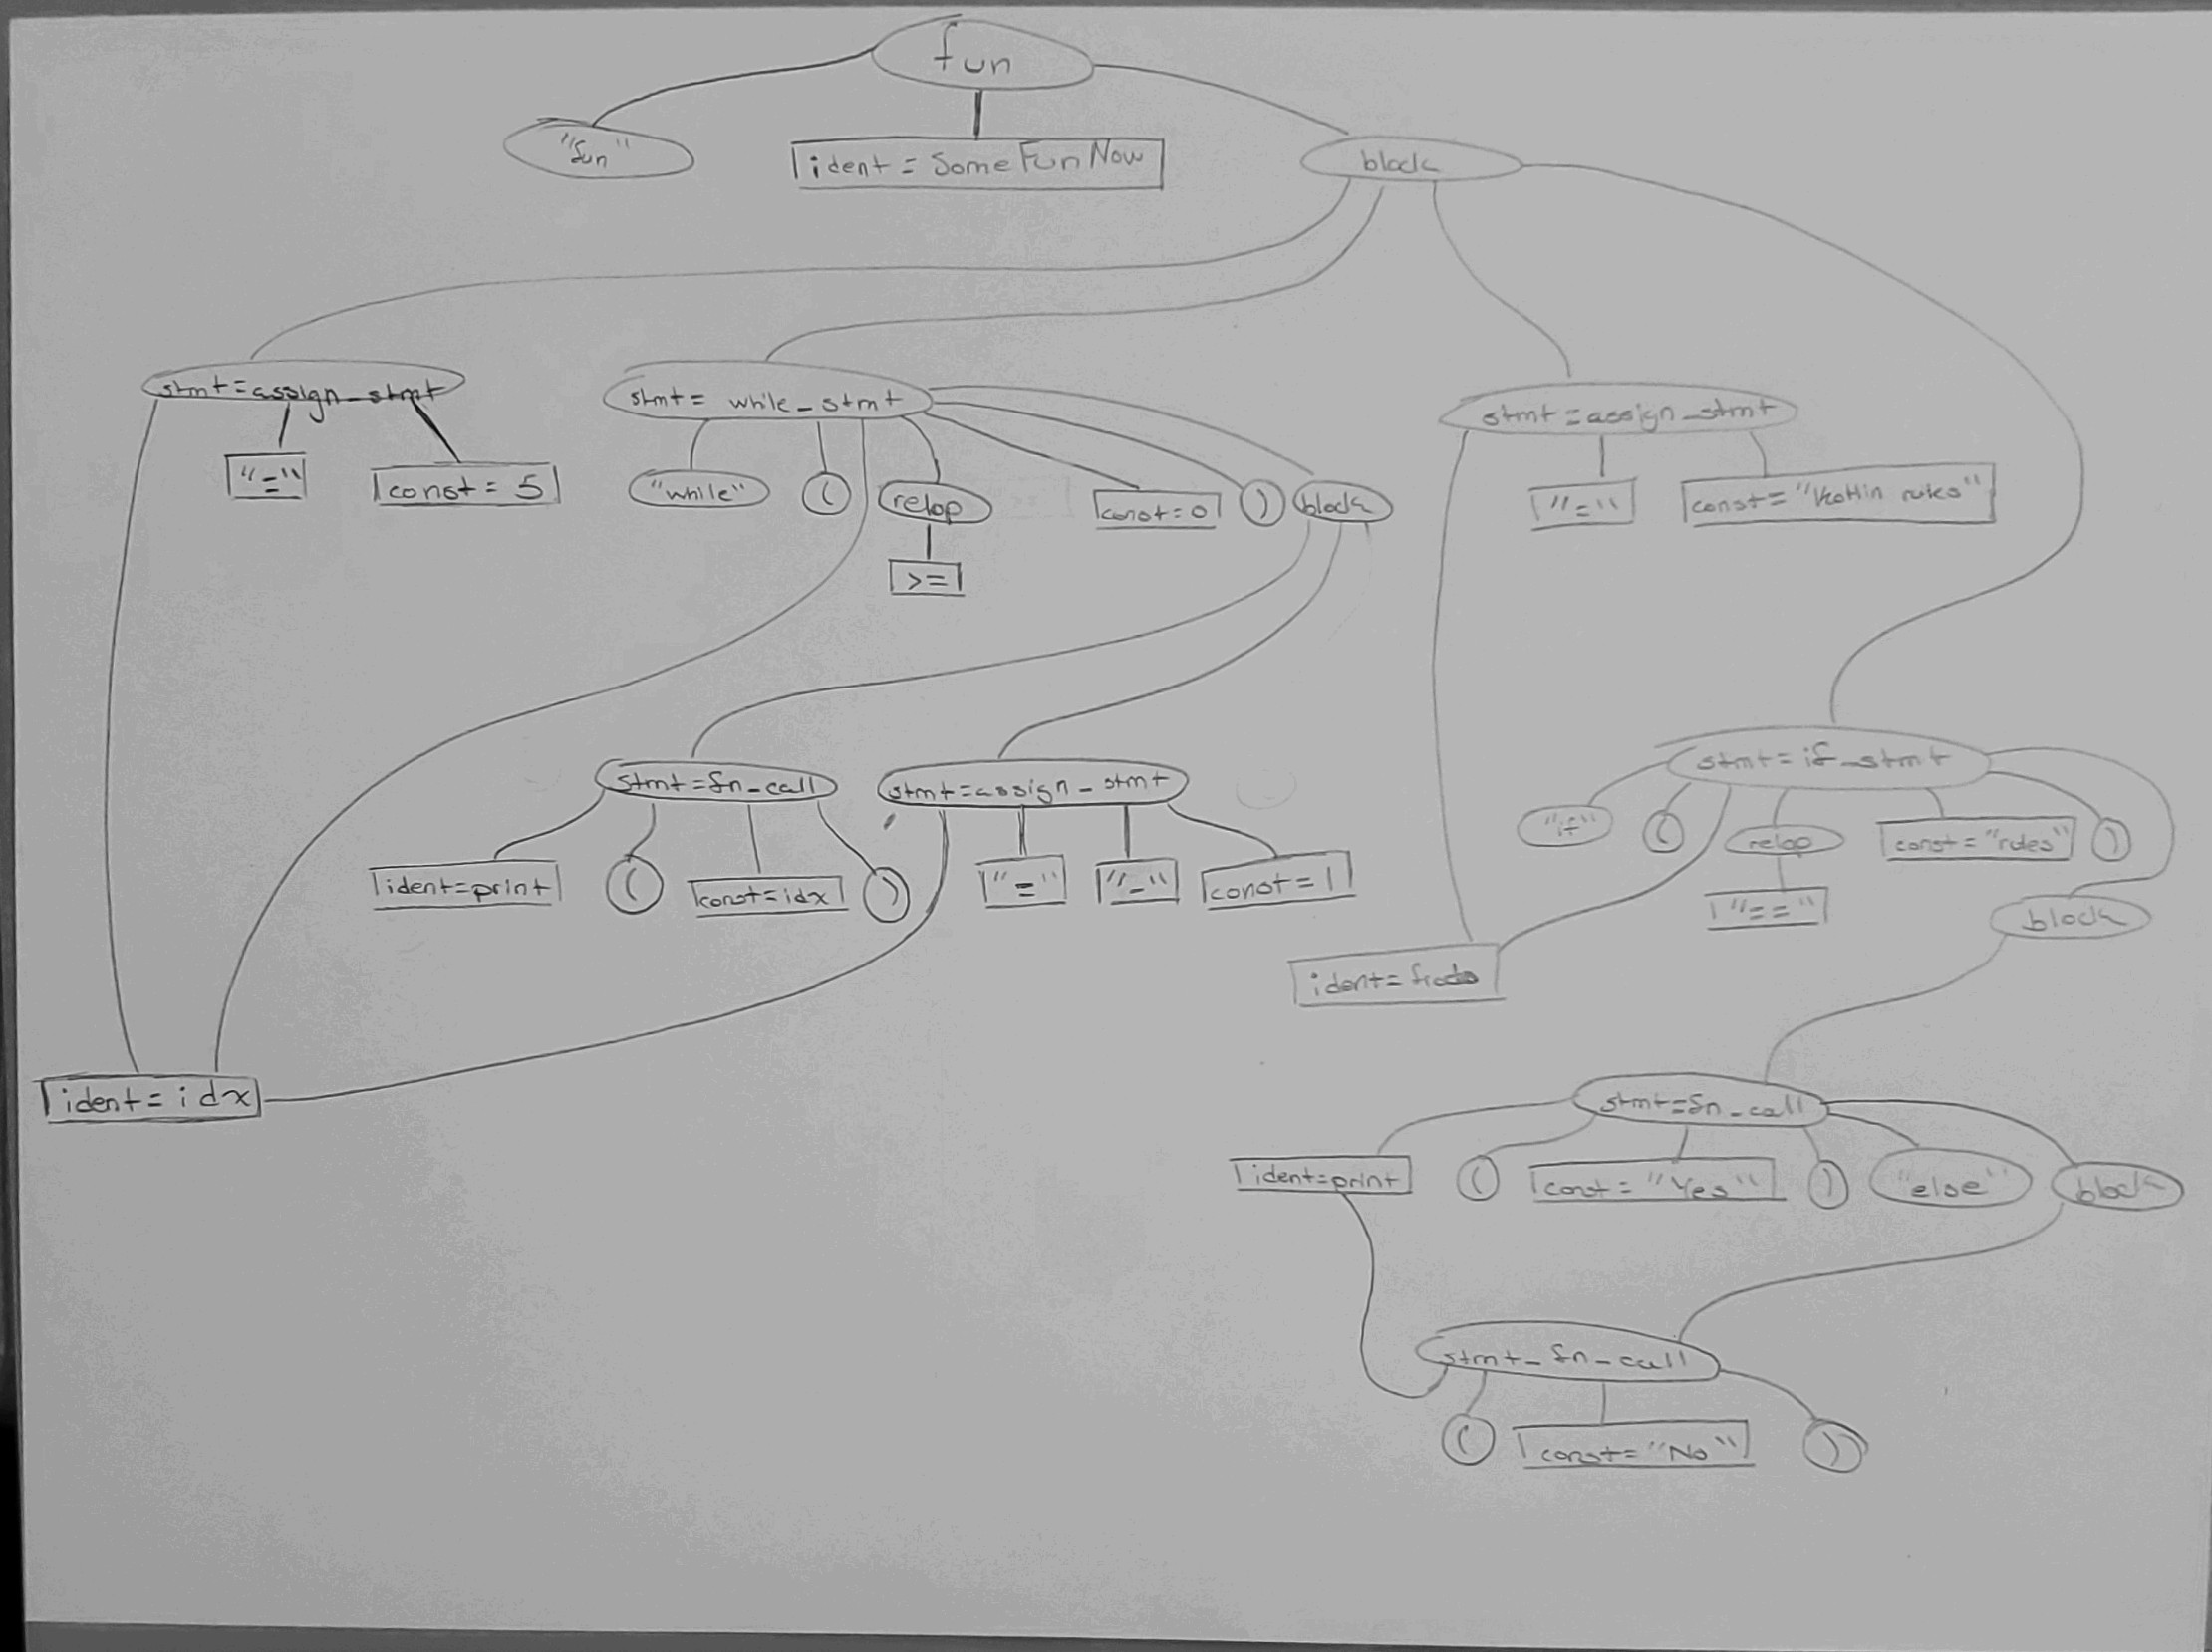 fun
"fun"
ident = SomeFunNow
block
stmt=assign_stmt
stmt= while_stmt
stmt=assign_stmt
"="
const = 5
"while"
(
relop
const=0
)
block
"="
const="Kotlin rules"
>=
stmt=if_stmt
stmt=fn_call
stmt=assign_stmt
"if"
(
relop
const="rules"
)
ident=print
(
const=idx
)
"="
"-"
const=1
"=="
block
ident=frodo
ident=idx
stmt=fn_call
ident=print
(
const="Yes"
)
"else"
block
stmt_fn_call
(
const="No"
)